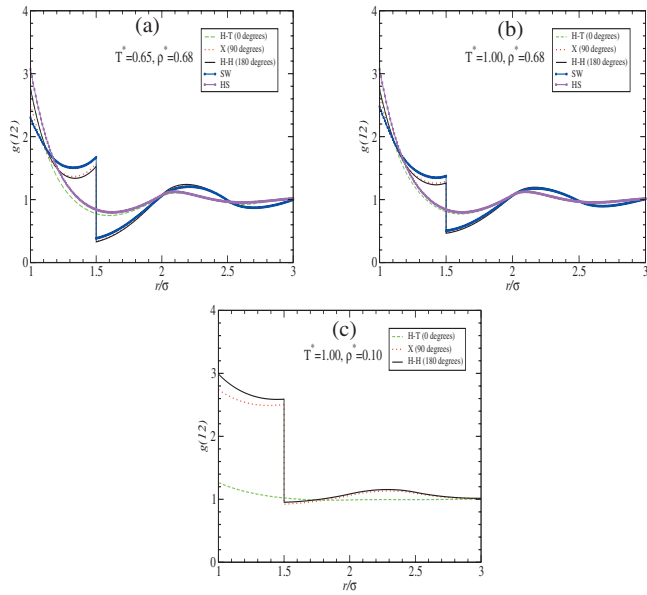 (a)
T*=0.65, ρ*=0.68
H-T (0 degrees)
X (90 degrees)
H-H (180 degrees)
SW
HS
g(12)
4
3
2
1
0
1 1.5 2 2.5 3
r/σ
(b)
T*=1.00, ρ*=0.68
H-T (0 degrees)
X (90 degrees)
H-H (180 degrees)
SW
HS
g(12)
4
3
2
1
0
1 1.5 2 2.5 3
r/σ
(c)
T*=1.00, ρ*=0.10
H-T (0 degrees)
X (90 degrees)
H-H (180 degrees)
g(12)
4
3
2
1
0
1 1.5 2 2.5 3
r/σ